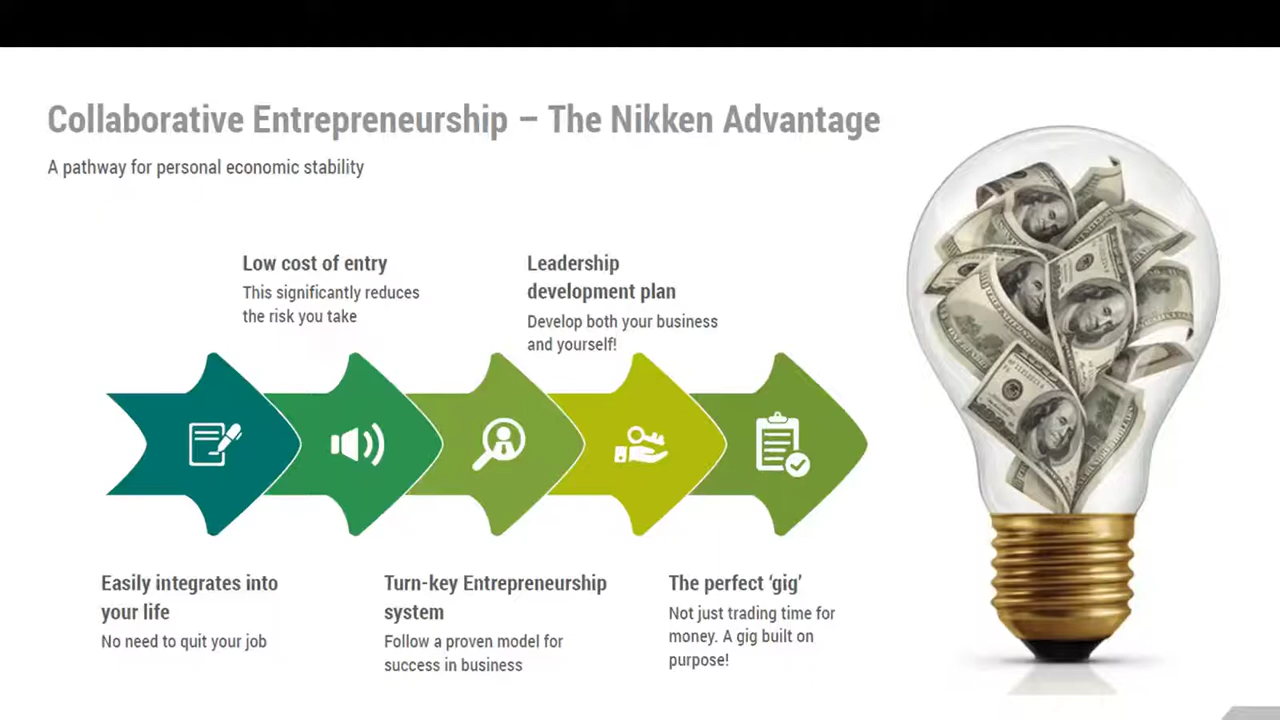 Collaborative Entrepreneurship – The Nikken Advantage
A pathway for personal economic stability
Low cost of entry
This significantly reduces
the risk you take
Leadership
development plan
Develop both your business
and yourself!
Easily integrates into
your life
No need to quit your job
Turn-key Entrepreneurship
system
Follow a proven model for
success in business
The perfect ‘gig’
Not just trading time for
money. A gig built on
purpose!